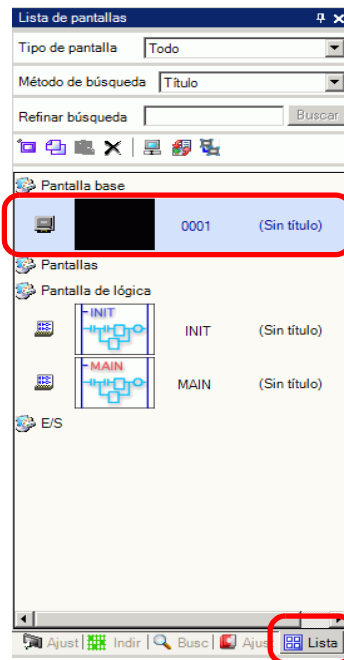 Lista de pantallas
Tipo de pantalla Todo
Método de búsqueda Título
Refinar búsqueda Buscar
Pantalla base
0001 (Sin título)
Pantallas
Pantalla de lógica
INIT INIT (Sin título)
MAIN MAIN (Sin título)
E/S
Ajust Indir Busc Ajus Lista